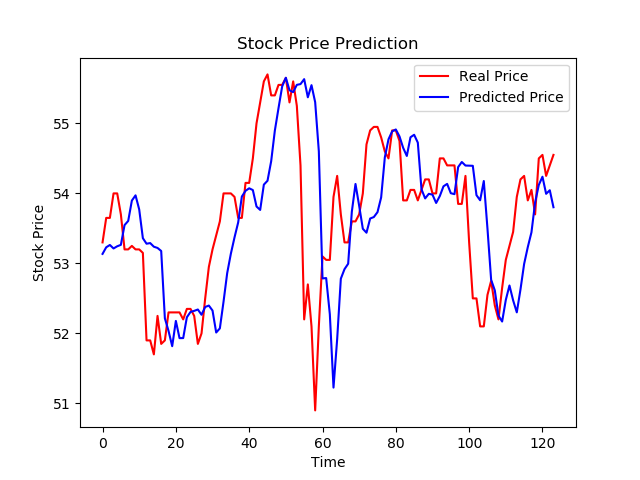 Stock Price Prediction
Real Price
Predicted Price
Stock Price
55
54
53
52
51
0 20 40 60 80 100 120
Time